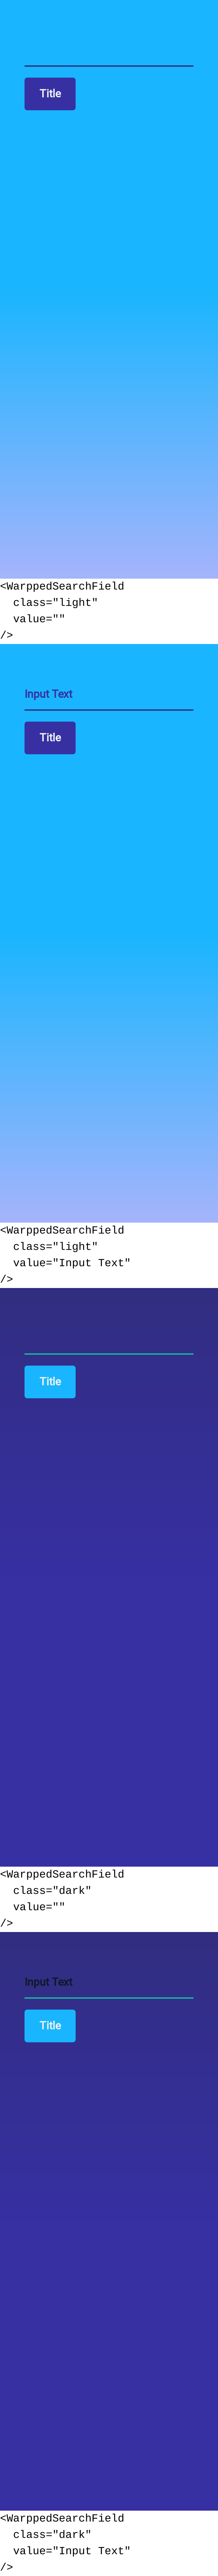 Title
<WarppedSearchField
  class="light"
  value=""
/>
Input Text
Title
<WarppedSearchField
  class="light"
  value="Input Text"
/>
Title
<WarppedSearchField
  class="dark"
  value=""
/>
Input Text
Title
<WarppedSearchField
  class="dark"
  value="Input Text"
/>